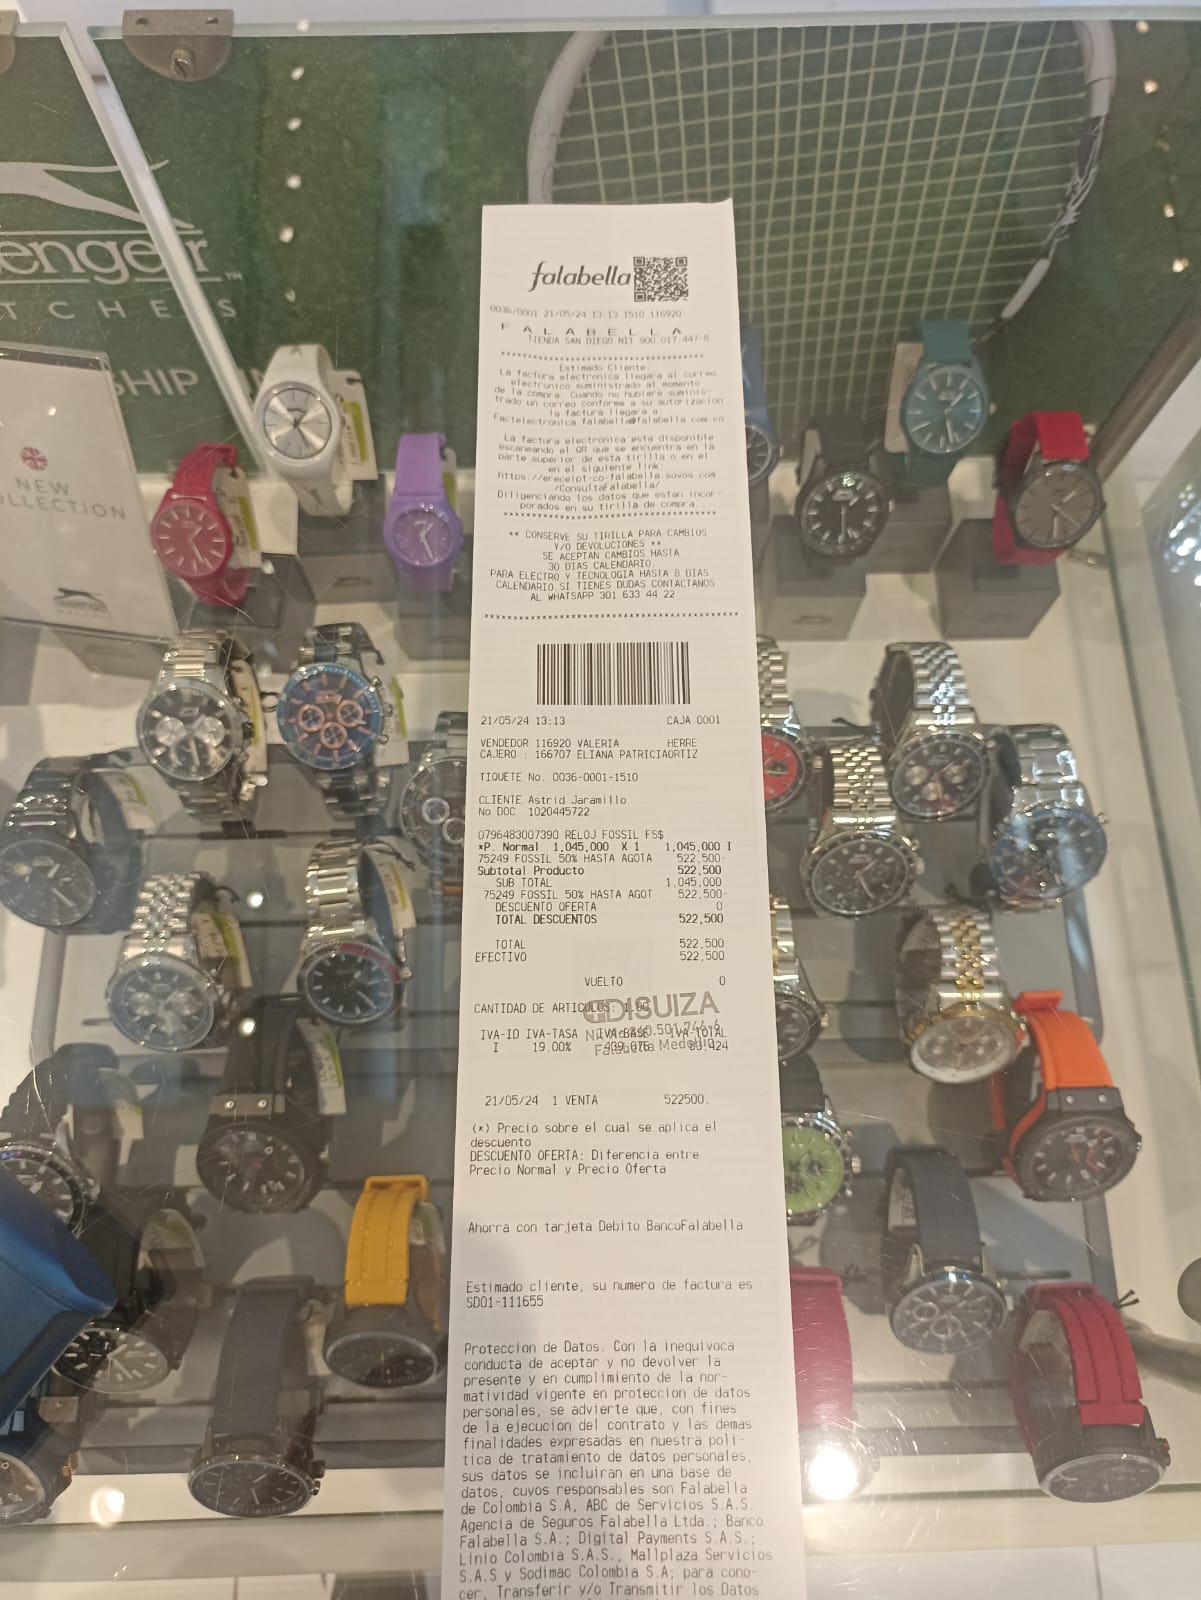 TCHES
SHIP
NEW
falabella
0036/0001 21/05/24 13:13 1510 116920
F A L A B E L L A
TIENDA SAN DIEGO NIT 900.017.447-8
Estimado Cliente:
La factura electronica llegara al correo
electronico suministrado al momento
de la compra. Cuando no hubiere suminis-
trado un correo conforme a su autorizacion
la factura llegara a:
Factelectronica.falabella@falabella.com.co
La factura electronica esta disponible
escaneando el QR que se encuentra en la
parte superior de esta tirilla o en el
en el siguiente link:
https://ereceipt-co-falabella.sovos.com
/ConsultaFalabella/
Diligenciando los datos que estan incor-
porados en su tirilla de compra.
** CONSERVE SU TIRILLA PARA CAMBIOS
Y/O DEVOLUCIONES **
SE ACEPTAN CAMBIOS HASTA
30 DIAS CALENDARIO.
PARA ELECTRO Y TECNOLOGIA HASTA 8 DIAS
CALENDARIO.SI TIENES DUDAS CONTACTANOS
AL WHATSAPP 301 633 44 22
21/05/24 13:13 CAJA 0001
VENDEDOR 116920 VALERIA HERRE
CAJERO : 166707 ELIANA PATRICIAORTIZ
TIQUETE No. 0036-0001-1510
CLIENTE Astrid Jaramillo
No DOC 1020445722
0796483007390 RELOJ FOSSIL FS$
*P. Normal 1,045,000 X 1 1,045,000 I
75249 FOSSIL 50% HASTA AGOTA 522,500-
Subtotal Producto 522,500
SUB TOTAL 1,045,000
75249 FOSSIL 50% HASTA AGOT 522,500-
DESCUENTO OFERTA 0
TOTAL DESCUENTOS 522,500
TOTAL 522,500
EFECTIVO 522,500
VUELTO 0
CANTIDAD DE ARTICULOS: 1.00
DISUIZA
IVA-ID IVA-TASA IVA-BASE IVA-TOTAL
Falabella Medellin
I 19.00% 439,076 83,424
21/05/24 1 VENTA 522500.
(*) Precio sobre el cual se aplica el
descuento
DESCUENTO OFERTA: Diferencia entre
Precio Normal y Precio Oferta
Ahorra con tarjeta Debito BancoFalabella
Estimado cliente, su numero de factura es
SD01-111655
Proteccion de Datos. Con la inequivoca
conducta de aceptar y no devolver la
presente y en cumplimiento de la nor-
matividad vigente en proteccion de datos
personales, se advierte que, con fines
de la ejecucion del contrato y las demas
finalidades expresadas en nuestra poli-
tica de tratamiento de datos personales,
sus datos se incluiran en una base de
datos, cuyos responsables son Falabella
de Colombia S.A, ABC de Servicios S.A.S.
Agencia de Seguros Falabella Ltda.; Banco
Falabella S.A.; Digital Payments S.A.S.;
Linio Colombia S.A.S., Mallplaza Servicios
S.A.S y Sodimac Colombia S.A; para cono-
cer, Transferir y/o Transmitir los Datos